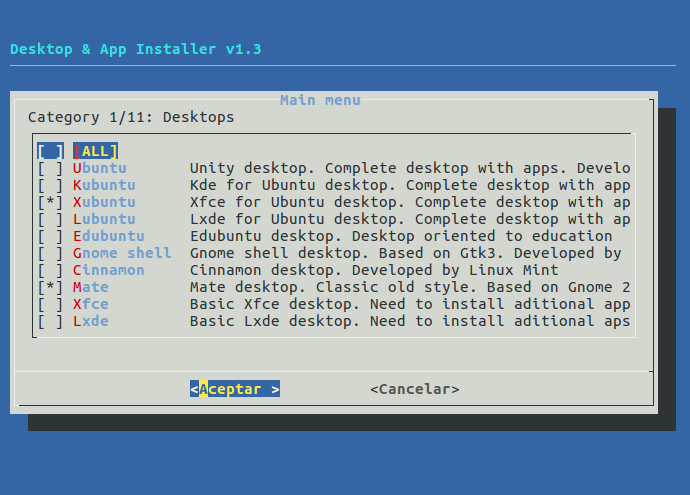 Desktop & App Installer v1.3
Main menu
Category 1/11: Desktops
[ ] [ALL]
[ ] Ubuntu Unity desktop. Complete desktop with apps. Develo
[ ] Kubuntu Kde for Ubuntu desktop. Complete desktop with app
[*] Xubuntu Xfce for Ubuntu desktop. Complete desktop with ap
[ ] Lubuntu Lxde for Ubuntu desktop. Complete desktop with ap
[ ] Edubuntu Edubuntu desktop. Desktop oriented to education
[ ] Gnome shell Gnome shell desktop. Based on Gtk3. Developed by
[ ] Cinnamon Cinnamon desktop. Developed by Linux Mint
[*] Mate Mate desktop. Classic old style. Based on Gnome 2
[ ] Xfce Basic Xfce desktop. Need to install aditional app
[ ] Lxde Basic Lxde desktop. Need to install aditional aps
<Aceptar > <Cancelar>